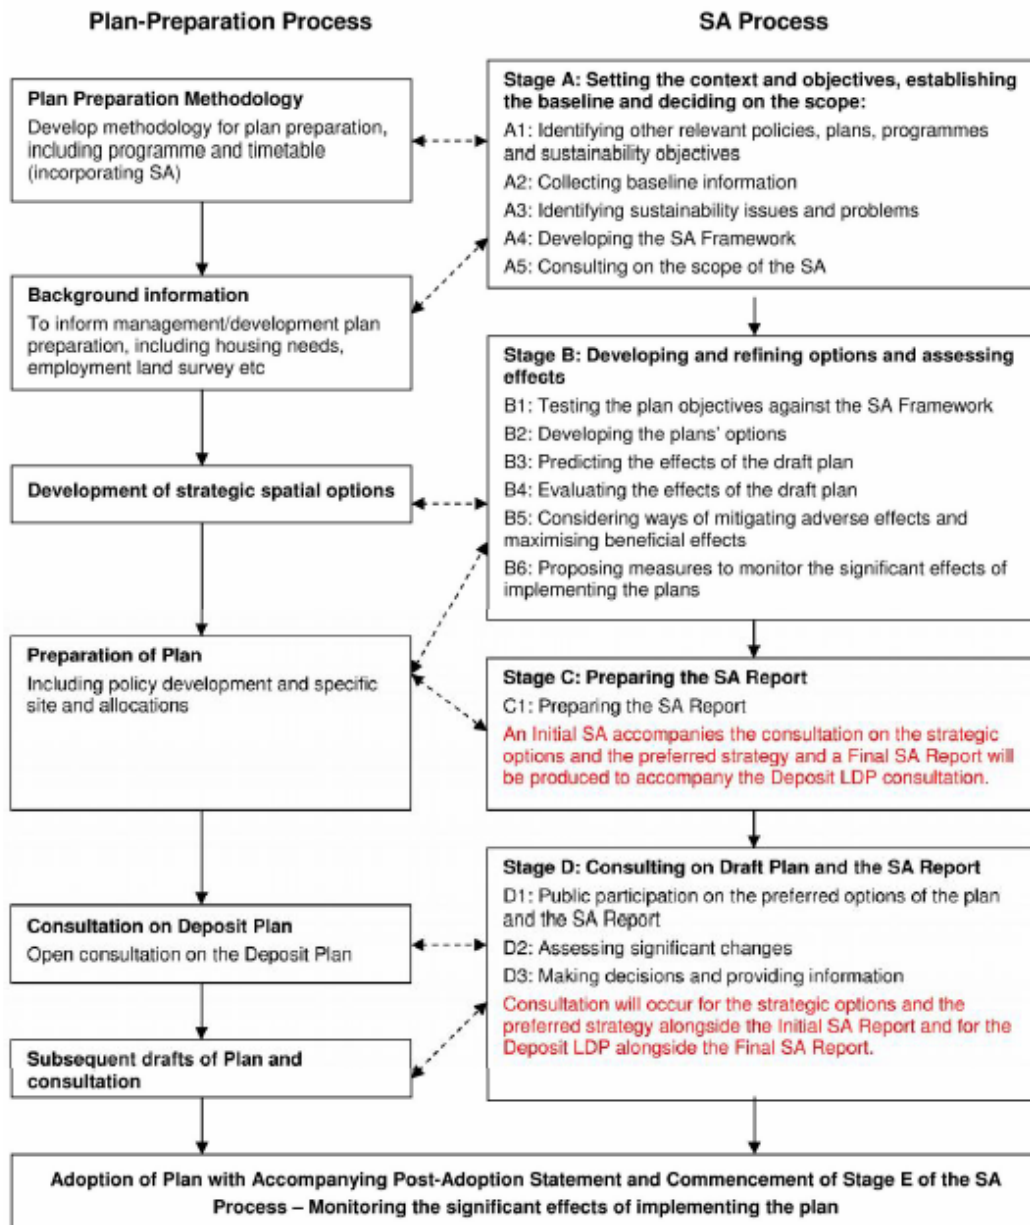 Plan-Preparation Process
SA Process
Plan Preparation Methodology
Develop methodology for plan preparation,
including programme and timetable
(incorporating SA)
Background information
To inform management/development plan
preparation, including housing needs,
employment land survey etc
Development of strategic spatial options
Preparation of Plan
Including policy development and specific
site and allocations
Consultation on Deposit Plan
Open consultation on the Deposit Plan
Subsequent drafts of Plan and
consultation
Stage A: Setting the context and objectives, establishing
the baseline and deciding on the scope:
A1: Identifying other relevant policies, plans, programmes
and sustainability objectives
A2: Collecting baseline information
A3: Identifying sustainability issues and problems
A4: Developing the SA Framework
A5: Consulting on the scope of the SA
Stage B: Developing and refining options and assessing
effects
B1: Testing the plan objectives against the SA Framework
B2: Developing the plans' options
B3: Predicting the effects of the draft plan
B4: Evaluating the effects of the draft plan
B5: Considering ways of mitigating adverse effects and
maximising beneficial effects
B6: Proposing measures to monitor the significant effects of
implementing the plans
Stage C: Preparing the SA Report
C1: Preparing the SA Report
An Initial SA accompanies the consultation on the strategic
options and the preferred strategy and a Final SA Report will
be produced to accompany the Deposit LDP consultation.
Stage D: Consulting on Draft Plan and the SA Report
D1: Public participation on the preferred options of the plan
and the SA Report
D2: Assessing significant changes
D3: Making decisions and providing information
Consultation will occur for the strategic options and the
preferred strategy alongside the Initial SA Report and for the
Deposit LDP alongside the Final SA Report.
Adoption of Plan with Accompanying Post-Adoption Statement and Commencement of Stage E of the SA
Process – Monitoring the significant effects of implementing the plan